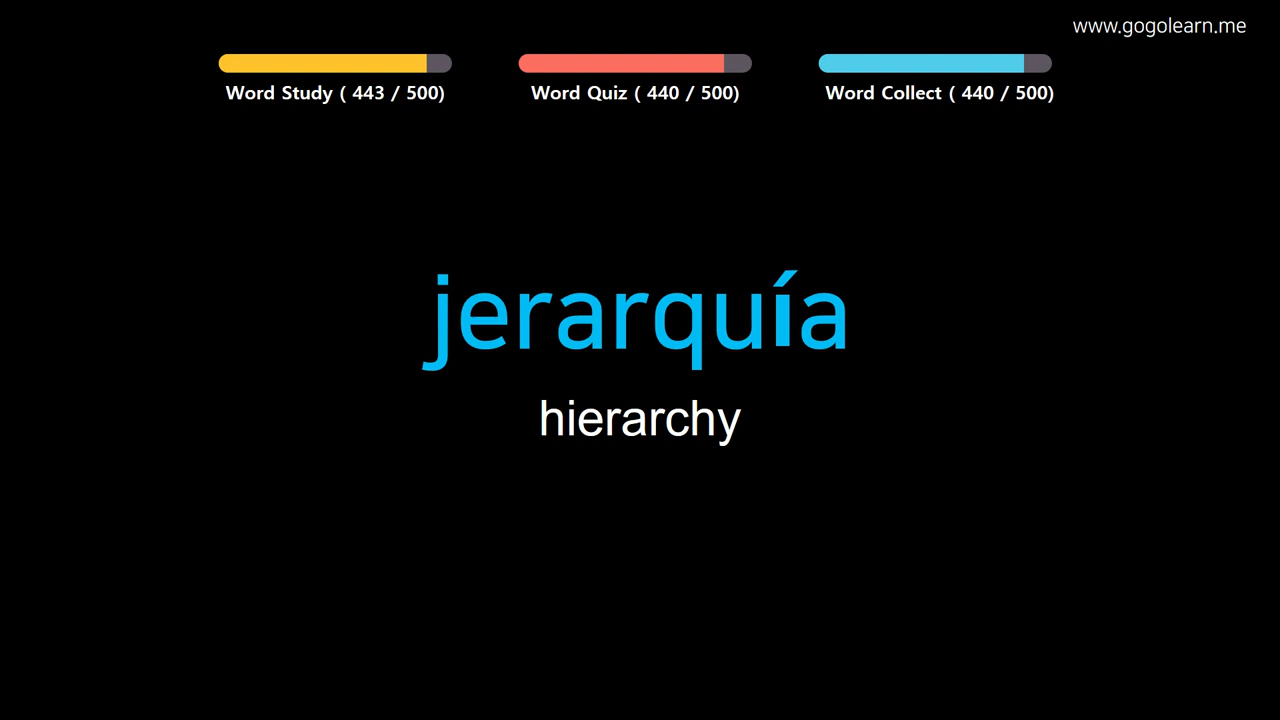 www.gogolearn.me
Word Study ( 443 / 500)
Word Quiz ( 440 / 500)
Word Collect ( 440 / 500)
jerarquía
hierarchy